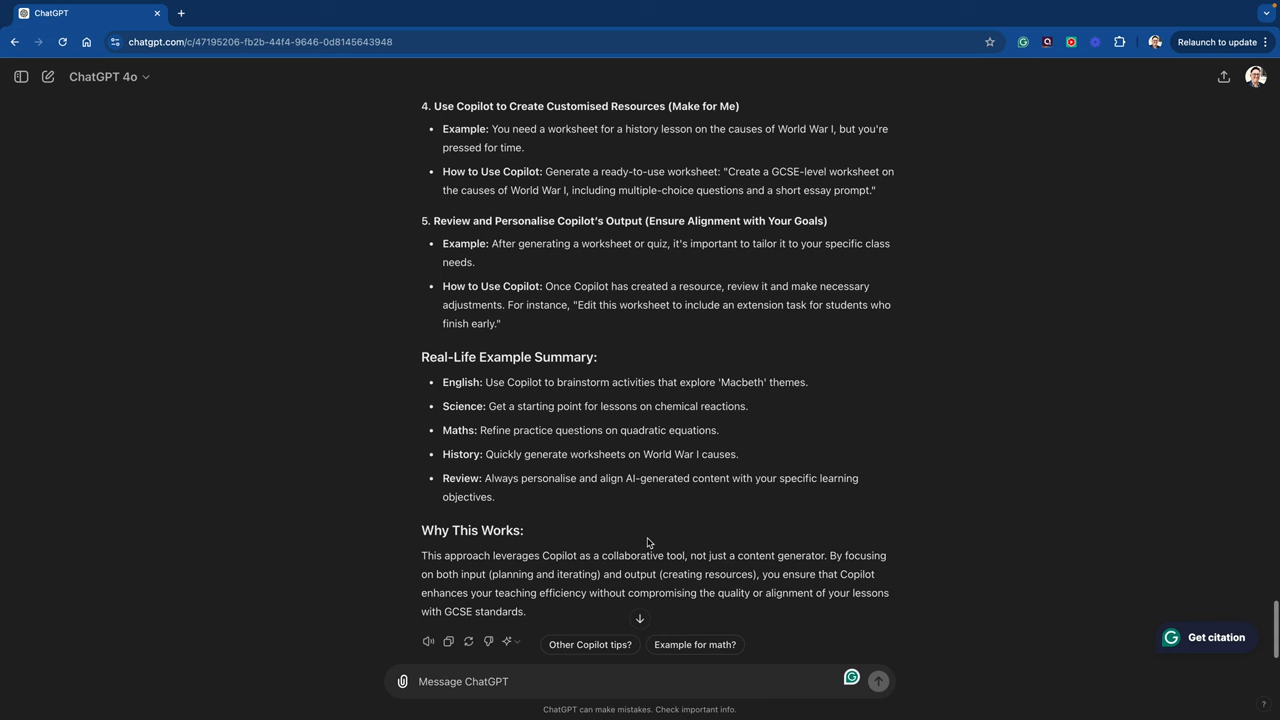 ChatGPT
chatgpt.com/c/47195206-fb2b-44f4-9646-0d8145643948
Relaunch to update
ChatGPT 4o
4. Use Copilot to Create Customised Resources (Make for Me)
• Example: You need a worksheet for a history lesson on the causes of World War I, but you're
pressed for time.
• How to Use Copilot: Generate a ready-to-use worksheet: "Create a GCSE-level worksheet on
the causes of World War I, including multiple-choice questions and a short essay prompt."
5. Review and Personalise Copilot's Output (Ensure Alignment with Your Goals)
• Example: After generating a worksheet or quiz, it's important to tailor it to your specific class
needs.
• How to Use Copilot: Once Copilot has created a resource, review it and make necessary
adjustments. For instance, "Edit this worksheet to include an extension task for students who
finish early."
Real-Life Example Summary:
• English: Use Copilot to brainstorm activities that explore 'Macbeth' themes.
• Science: Get a starting point for lessons on chemical reactions.
• Maths: Refine practice questions on quadratic equations.
• History: Quickly generate worksheets on World War I causes.
• Review: Always personalise and align AI-generated content with your specific learning
objectives.
Why This Works:
This approach leverages Copilot as a collaborative tool, not just a content generator. By focusing
on both input (planning and iterating) and output (creating resources), you ensure that Copilot
enhances your teaching efficiency without compromising the quality or alignment of your lessons
with GCSE standards.
Get citation
Other Copilot tips?
Example for math?
Message ChatGPT
ChatGPT can make mistakes. Check important info.
?